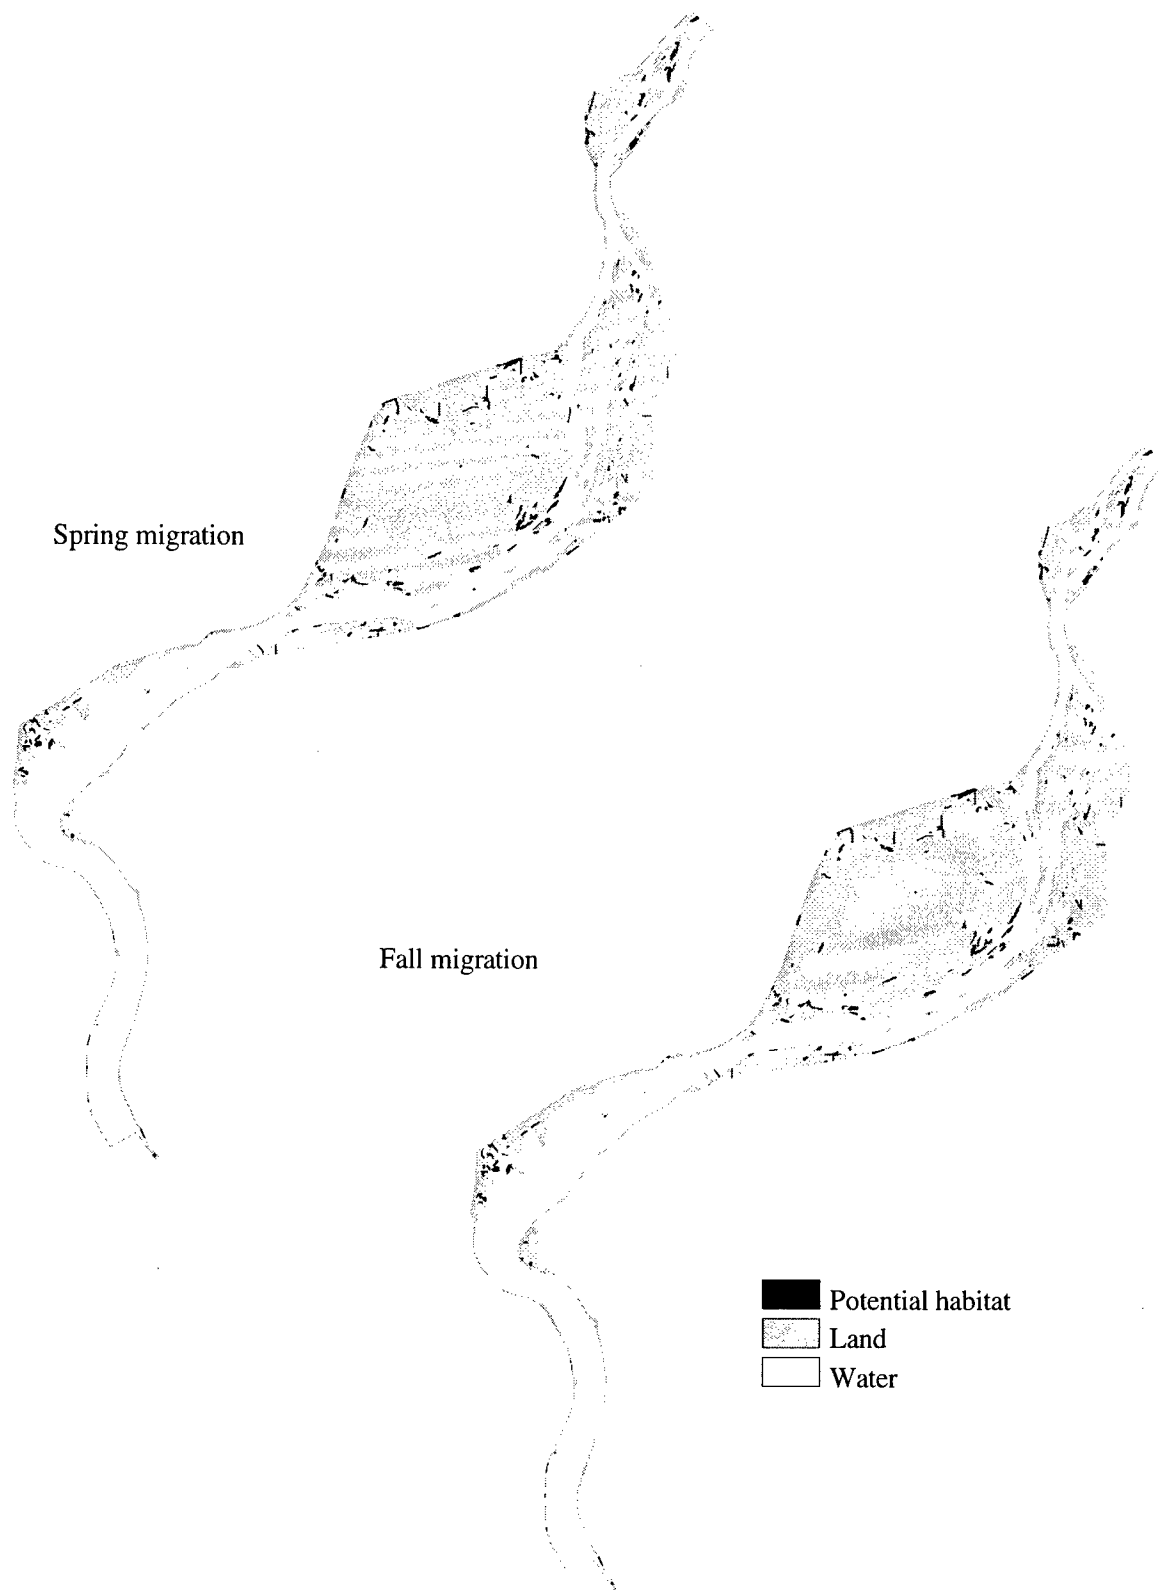 Spring migration
Fall migration
Potential habitat
Land
Water